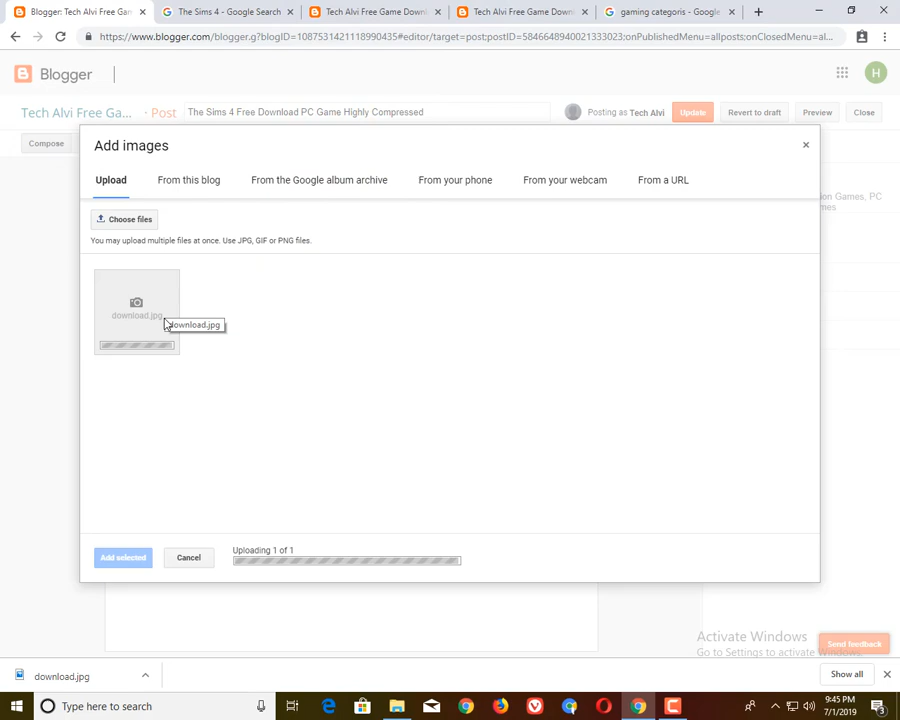 Blogger: Tech Alvi Free Gan
The Sims 4 - Google Search
Tech Alvi Free Game Downl
Tech Alvi Free Game Down
gaming categoris - Google
https://www.blogger.com/blogger.g?blogID=1087531421118990435#editor/target=post;postID=5846648940021333023;onPublishedMenu=allposts;onClosedMenu=al...
Blogger
H
Tech Alvi Free Ga... - Post
The Sims 4 Free Download PC Game Highly Compressed
Posting as Tech Alvi
Update
Revert to draft
Preview
Close
Compose
Add images
Upload
From this blog
From the Google album archive
From your phone
From your webcam
From a URL
ion Games, PC
mes
Choose files
You may upload multiple files at once. Use JPG, GIF or PNG files.
download.jpg
download.jpg
Add selected
Cancel
Uploading 1 of 1
Activate Windows
Go to Settings to activate Windows.
Send feedback
download.jpg
Show all
Type here to search
9:45 PM
7/1/2019
3